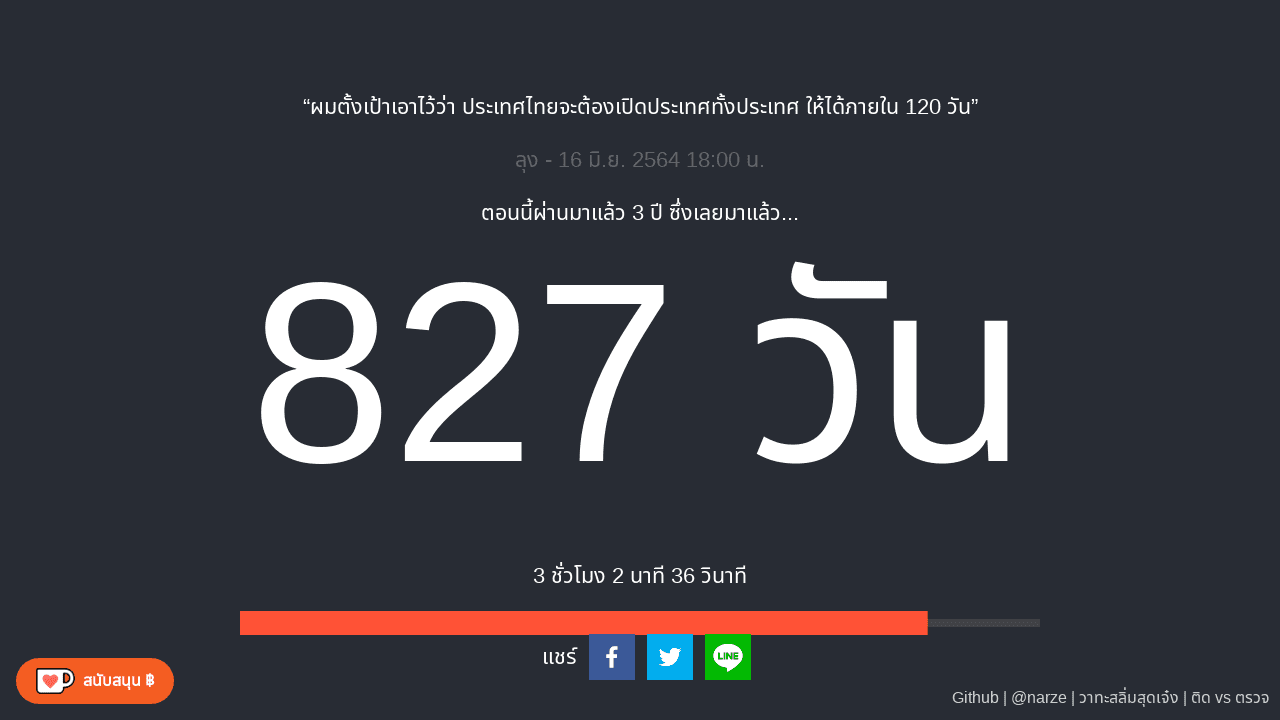 “ผมตั้งเป้าเอาไว้ว่า ประเทศไทยจะต้องเปิดประเทศทั้งประเทศ ให้ได้ภายใน 120 วัน”
ลุง - 16 มิ.ย. 2564 18:00 น.
ตอนนี้ผ่านมาแล้ว 3 ปี ซึ่งเลยมาแล้ว...
827 วัน
3 ชั่วโมง 2 นาที 36 วินาที
แชร์
LINE
สนับสนุน ฿
Github | @narze | วาทะสลิ่มสุดเจ๋ง | ติด vs ตรวจ